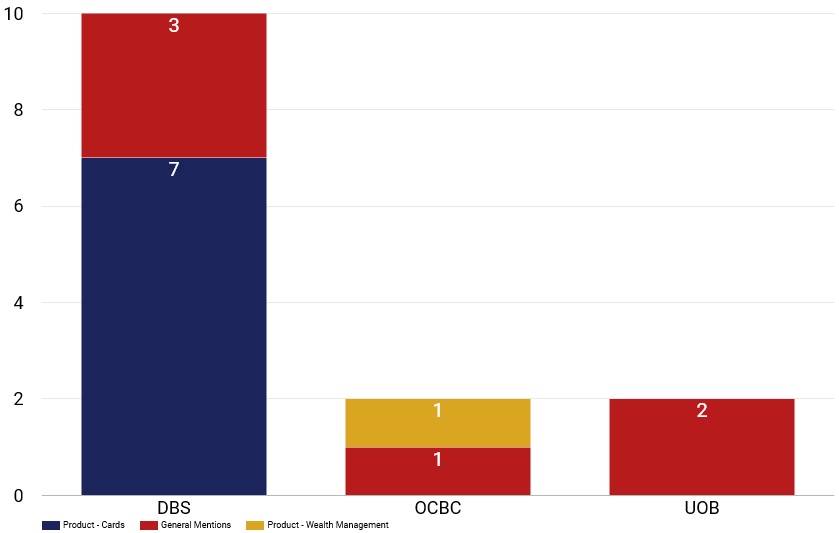 10
3
8
7
6
4
2
1
2
1
0
DBS
OCBC
UOB
Product - Cards
General Mentions
Product - Wealth Management